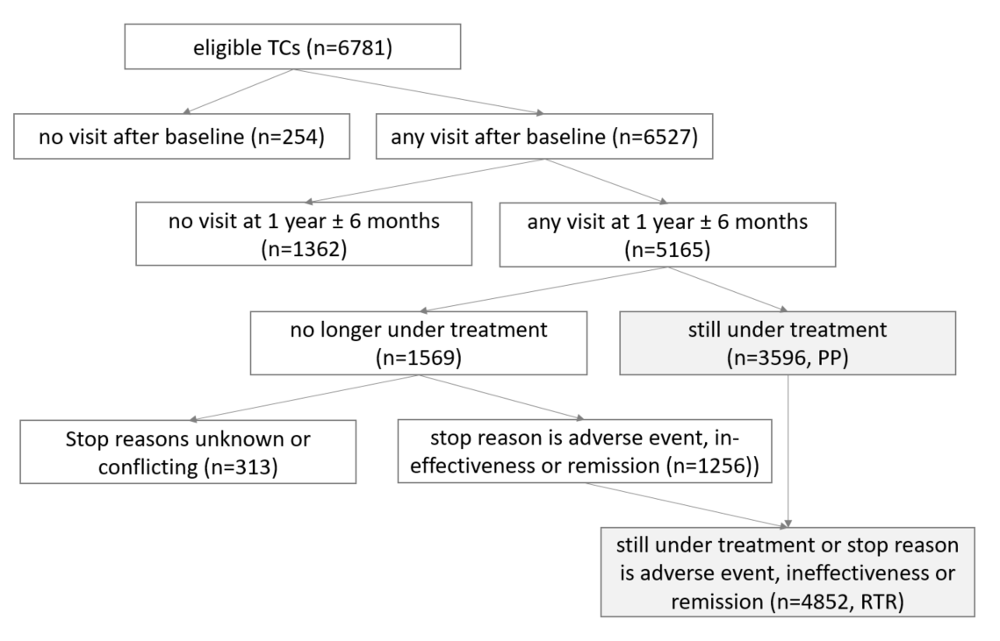 eligible TCs (n=6781)
no visit after baseline (n=254)
any visit after baseline (n=6527)
no visit at 1 year ± 6 months
(n=1362)
any visit at 1 year ± 6 months
(n=5165)
no longer under treatment
(n=1569)
still under treatment
(n=3596, PP)
Stop reasons unknown or
conflicting (n=313)
stop reason is adverse event, in-
effectiveness or remission (n=1256))
still under treatment or stop reason
is adverse event, ineffectiveness or
remission (n=4852, RTR)